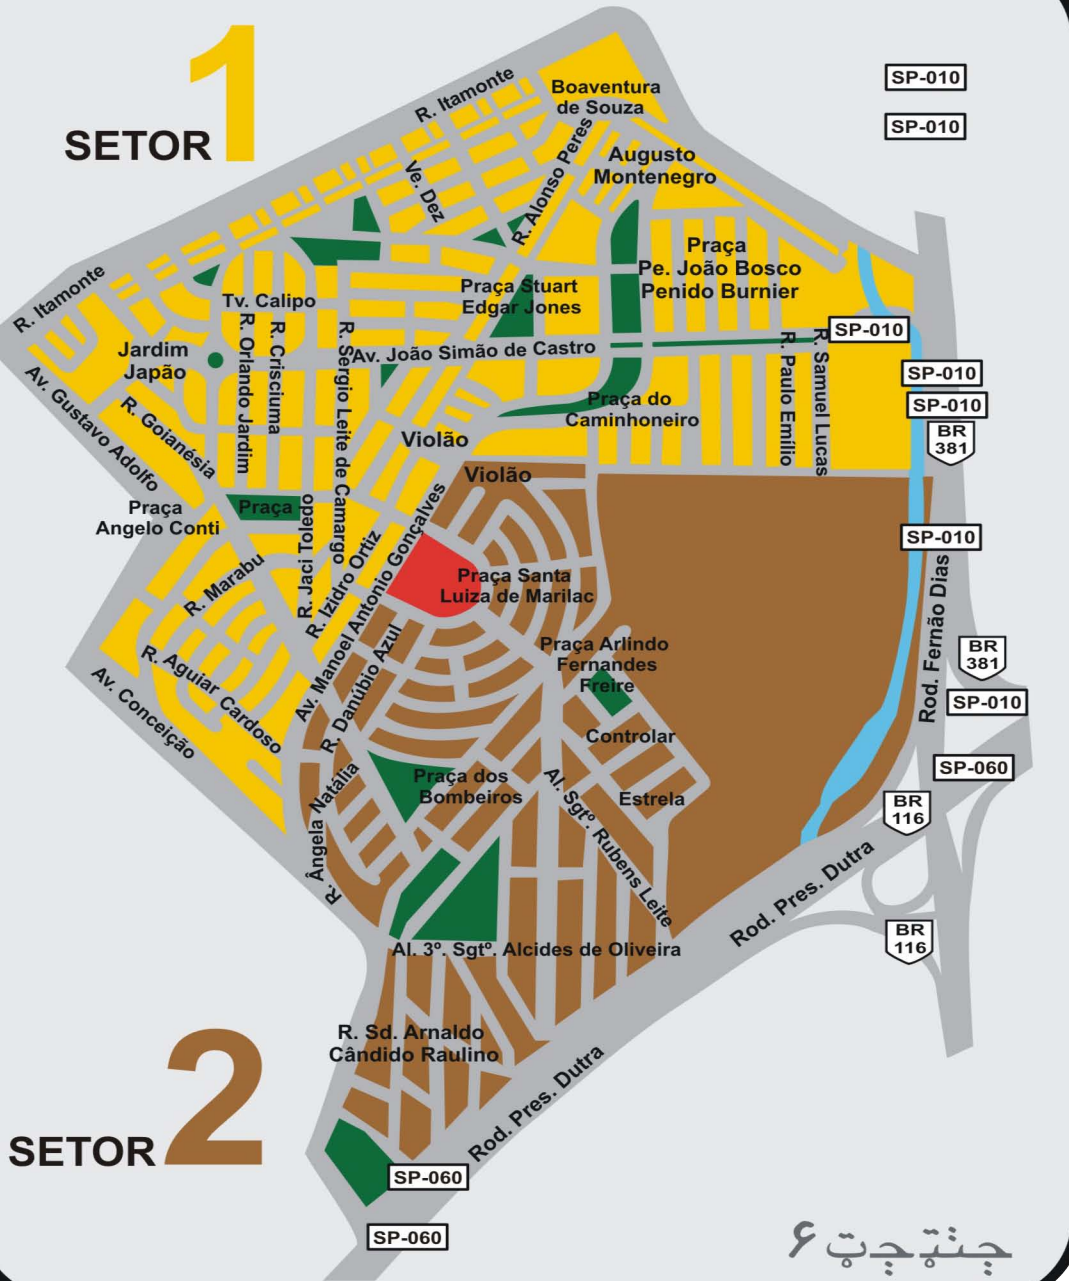 SETOR 1
SP-010
SP-010
R. Itamonte
Boaventura
de Souza
Ve. Dez
R. Alonso Peres
Augusto
Montenegro
Praça
Pe. João Bosco
Penido Burnier
R. Itamonte
Tv. Calipo
Praça Stuart
Edgar Jones
SP-010
Jardim
Japão
R. Orlando Jardim
R. Crisciuma
R. Sergio Leite de Camargo
Av. João Simão de Castro
R. Paulo Emílio
R. Samuel Lucas
SP-010
SP-010
BR
381
Av. Gustavo Adolfo
R. Goianésia
Praça do
Caminhoneiro
Violão
Violão
Praça
Angelo Conti
Praça
R. Jaci Toledo
R. Izidro Ortiz
Av. Manoel Antonio Gonçalves
SP-010
R. Marabu
Praça Santa
Luiza de Marilac
Rod. Fernão Dias
R. Aguiar Cardoso
Av. Conceição
R. Danúbio Azul
Praça Arlindo
Fernandes
Freire
BR
381
SP-010
Controlar
SP-060
R. Ângela Natália
Praça dos
Bombeiros
Al. Sgtº. Rubens Leite
Estrela
BR
116
R.
Rod. Pres. Dutra
BR
116
Al. 3º. Sgtº. Alcides de Oliveira
R. Sd. Arnaldo
Cândido Raulino
Rod. Pres. Dutra
SETOR 2
SP-060
SP-060